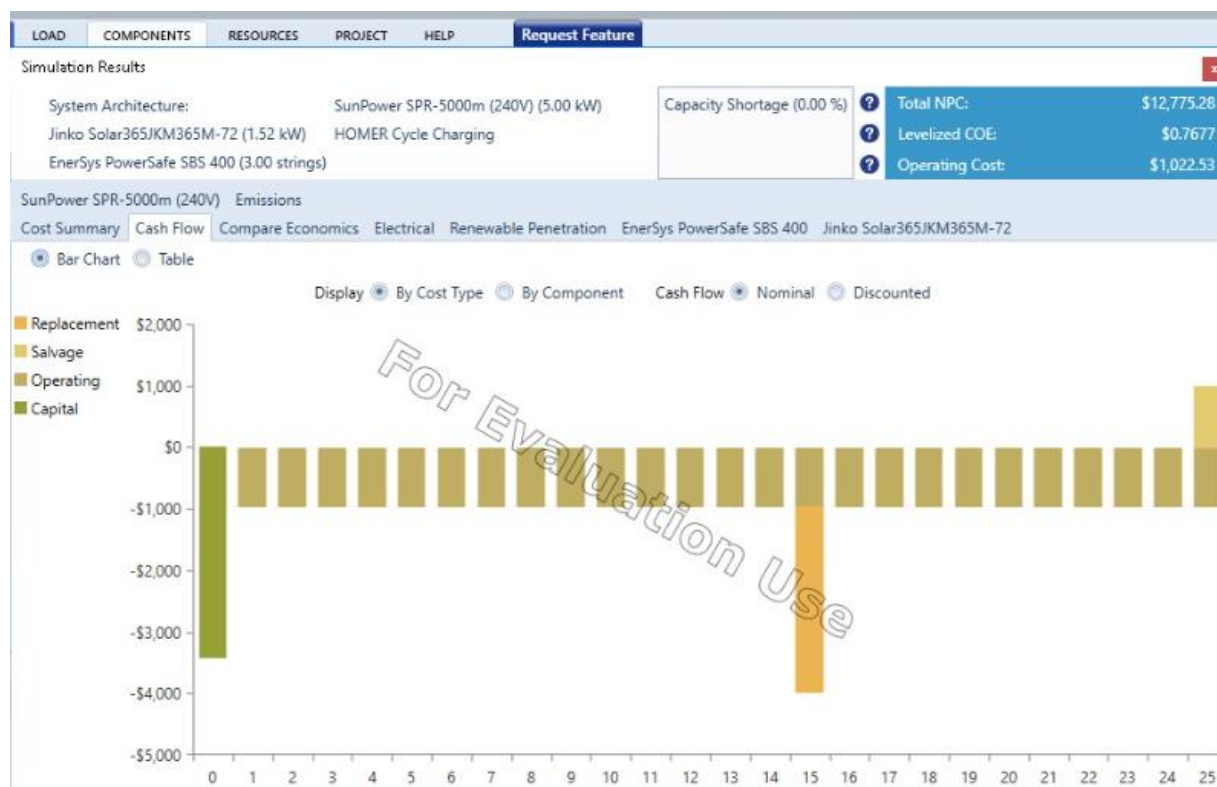 LOAD COMPONENTS RESOURCES PROJECT HELP Request Feature
Simulation Results x
System Architecture: SunPower SPR-5000m (240V) (5.00 kW) Capacity Shortage (0.00 %) ? Total NPC: $12,775.28
Jinko Solar365JKM365M-72 (1.52 kW) HOMER Cycle Charging ? Levelized COE: $0.7677
EnerSys PowerSafe SBS 400 (3.00 strings) ? Operating Cost: $1,022.53
SunPower SPR-5000m (240V) Emissions
Cost Summary Cash Flow Compare Economics Electrical Renewable Penetration EnerSys PowerSafe SBS 400 Jinko Solar365JKM365M-72
Bar Chart Table
Display By Cost Type By Component Cash Flow Nominal Discounted
Replacement $2,000
Salvage
Operating $1,000
Capital
$0
-$1,000
-$2,000
-$3,000
-$4,000
-$5,000
For Evaluation Use
0 1 2 3 4 5 6 7 8 9 10 11 12 13 14 15 16 17 18 19 20 21 22 23 24 25